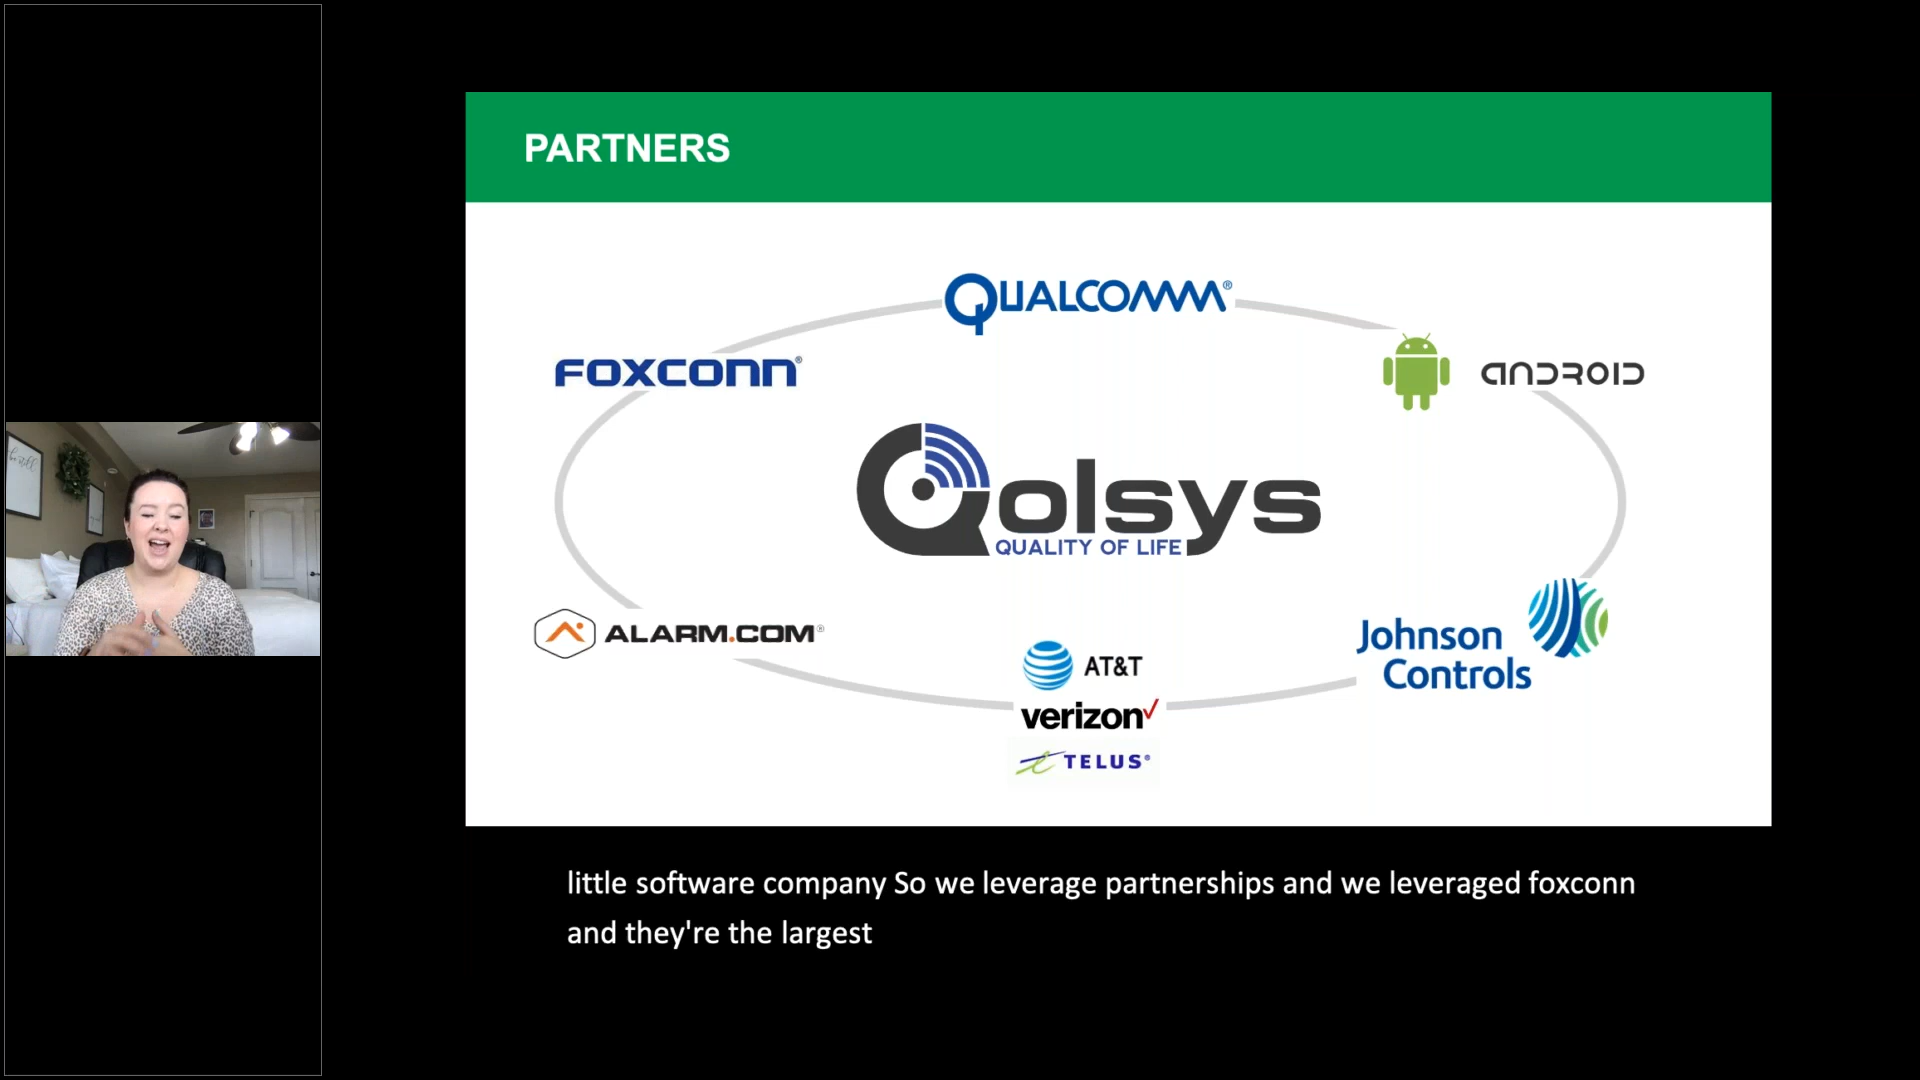 PARTNERS
QUALCOMM®
FOXCONN®
ANDROID
Qolsys
QUALITY OF LIFE
ALARM.COM®
Johnson
Controls
AT&T
verizon
TELUS®
little software company So we leverage partnerships and we leveraged foxconn
and they're the largest